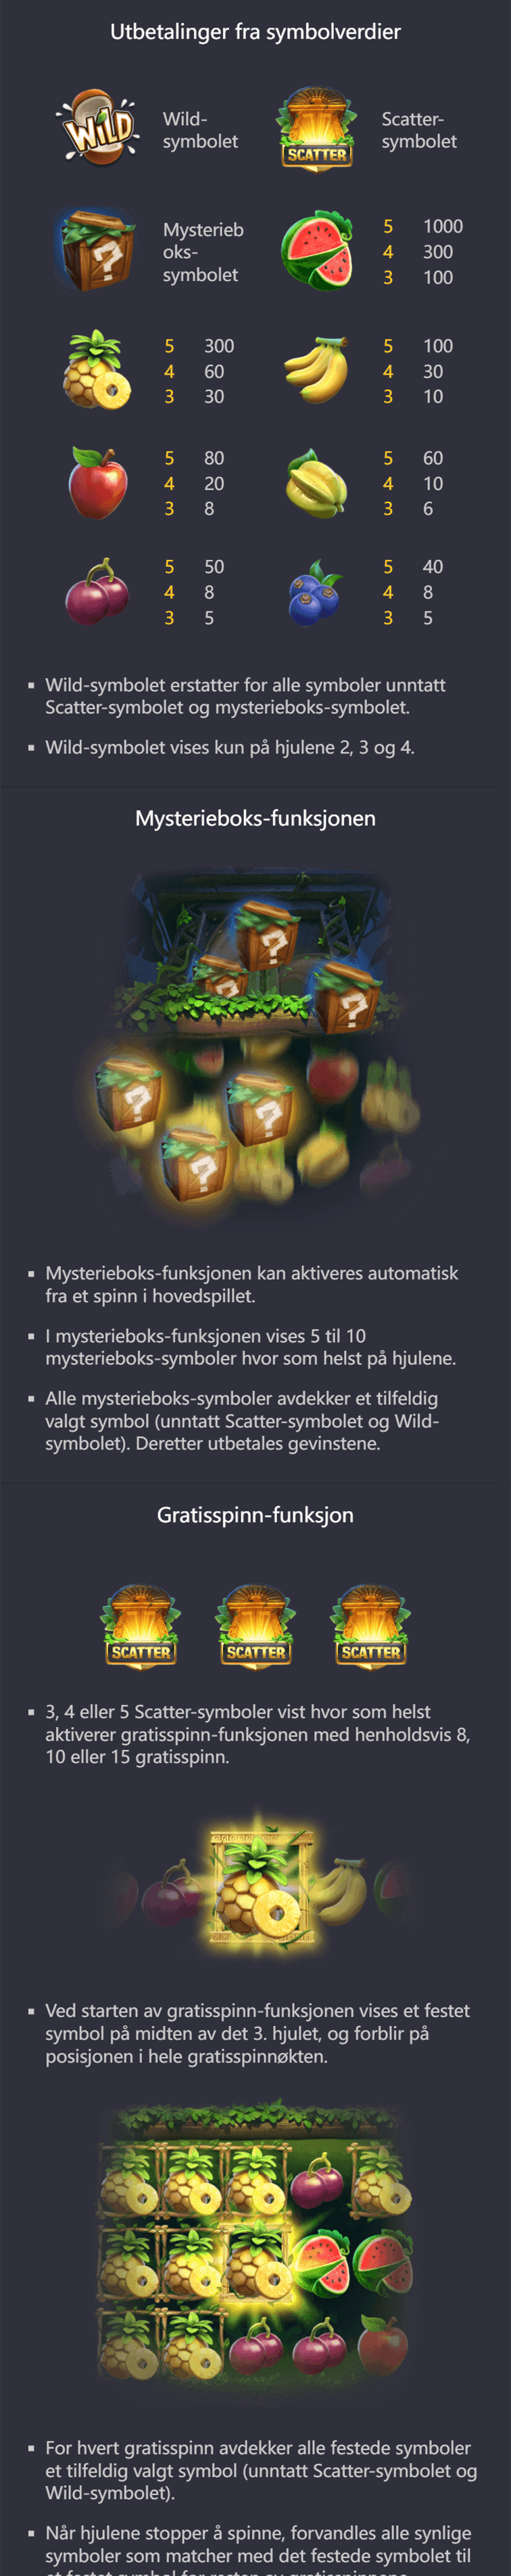 Utbetalinger fra symbolverdier
WILD
Wild-
symbolet
SCATTER
Scatter-
symbolet
?
Mysterieb
oks-
symbolet
5 1000
4 300
3 100
5 300
4 60
3 30
5 100
4 30
3 10
5 80
4 20
3 8
5 60
4 10
3 6
5 50
4 8
3 5
5 40
4 8
3 5
▪ Wild-symbolet erstatter for alle symboler unntatt
Scatter-symbolet og mysterieboks-symbolet.
▪ Wild-symbolet vises kun på hjulene 2, 3 og 4.
Mysterieboks-funksjonen
?
?
?
?
?
?
▪ Mysterieboks-funksjonen kan aktiveres automatisk
fra et spinn i hovedspillet.
▪ I mysterieboks-funksjonen vises 5 til 10
mysterieboks-symboler hvor som helst på hjulene.
▪ Alle mysterieboks-symboler avdekker et tilfeldig
valgt symbol (unntatt Scatter-symbolet og Wild-
symbolet). Deretter utbetales gevinstene.
Gratisspinn-funksjon
SCATTER SCATTER SCATTER
▪ 3, 4 eller 5 Scatter-symboler vist hvor som helst
aktiverer gratisspinn-funksjonen med henholdsvis 8,
10 eller 15 gratisspinn.
▪ Ved starten av gratisspinn-funksjonen vises et festet
symbol på midten av det 3. hjulet, og forblir på
posisjonen i hele gratisspinnøkten.
▪ For hvert gratisspinn avdekker alle festede symboler
et tilfeldig valgt symbol (unntatt Scatter-symbolet og
Wild-symbolet).
▪ Når hjulene stopper å spinne, forvandles alle synlige
symboler som matcher med det festede symbolet til